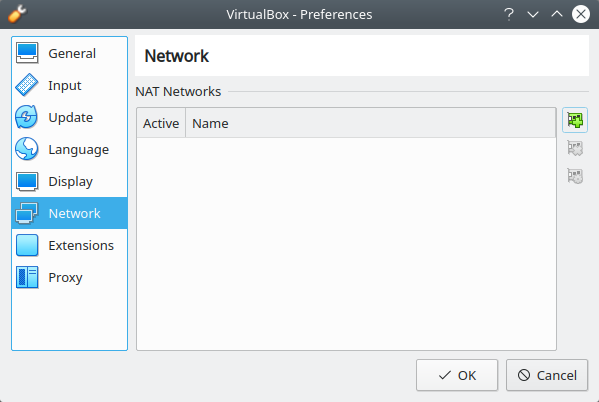 VirtualBox - Preferences
General
Input
Update
Language
Display
Network
Extensions
Proxy
Network
NAT Networks
Active Name
OK Cancel